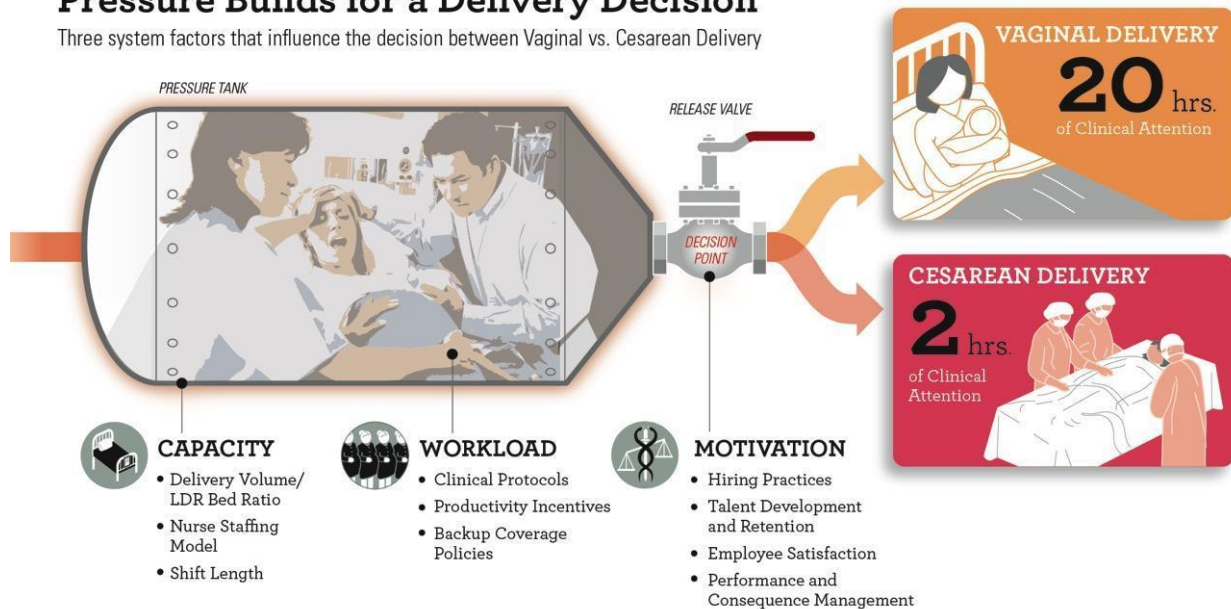 Pressure Builds for a Delivery Decision
Three system factors that influence the decision between Vaginal vs. Cesarean Delivery
PRESSURE TANK
RELEASE VALVE
DECISION
POINT
VAGINAL DELIVERY
20 hrs.
of Clinical Attention
CESAREAN DELIVERY
2 hrs.
of Clinical
Attention
CAPACITY
• Delivery Volume/
LDR Bed Ratio
• Nurse Staffing
Model
• Shift Length
WORKLOAD
• Clinical Protocols
• Productivity Incentives
• Backup Coverage
Policies
MOTIVATION
• Hiring Practices
• Talent Development
and Retention
• Employee Satisfaction
• Performance and
Consequence Management